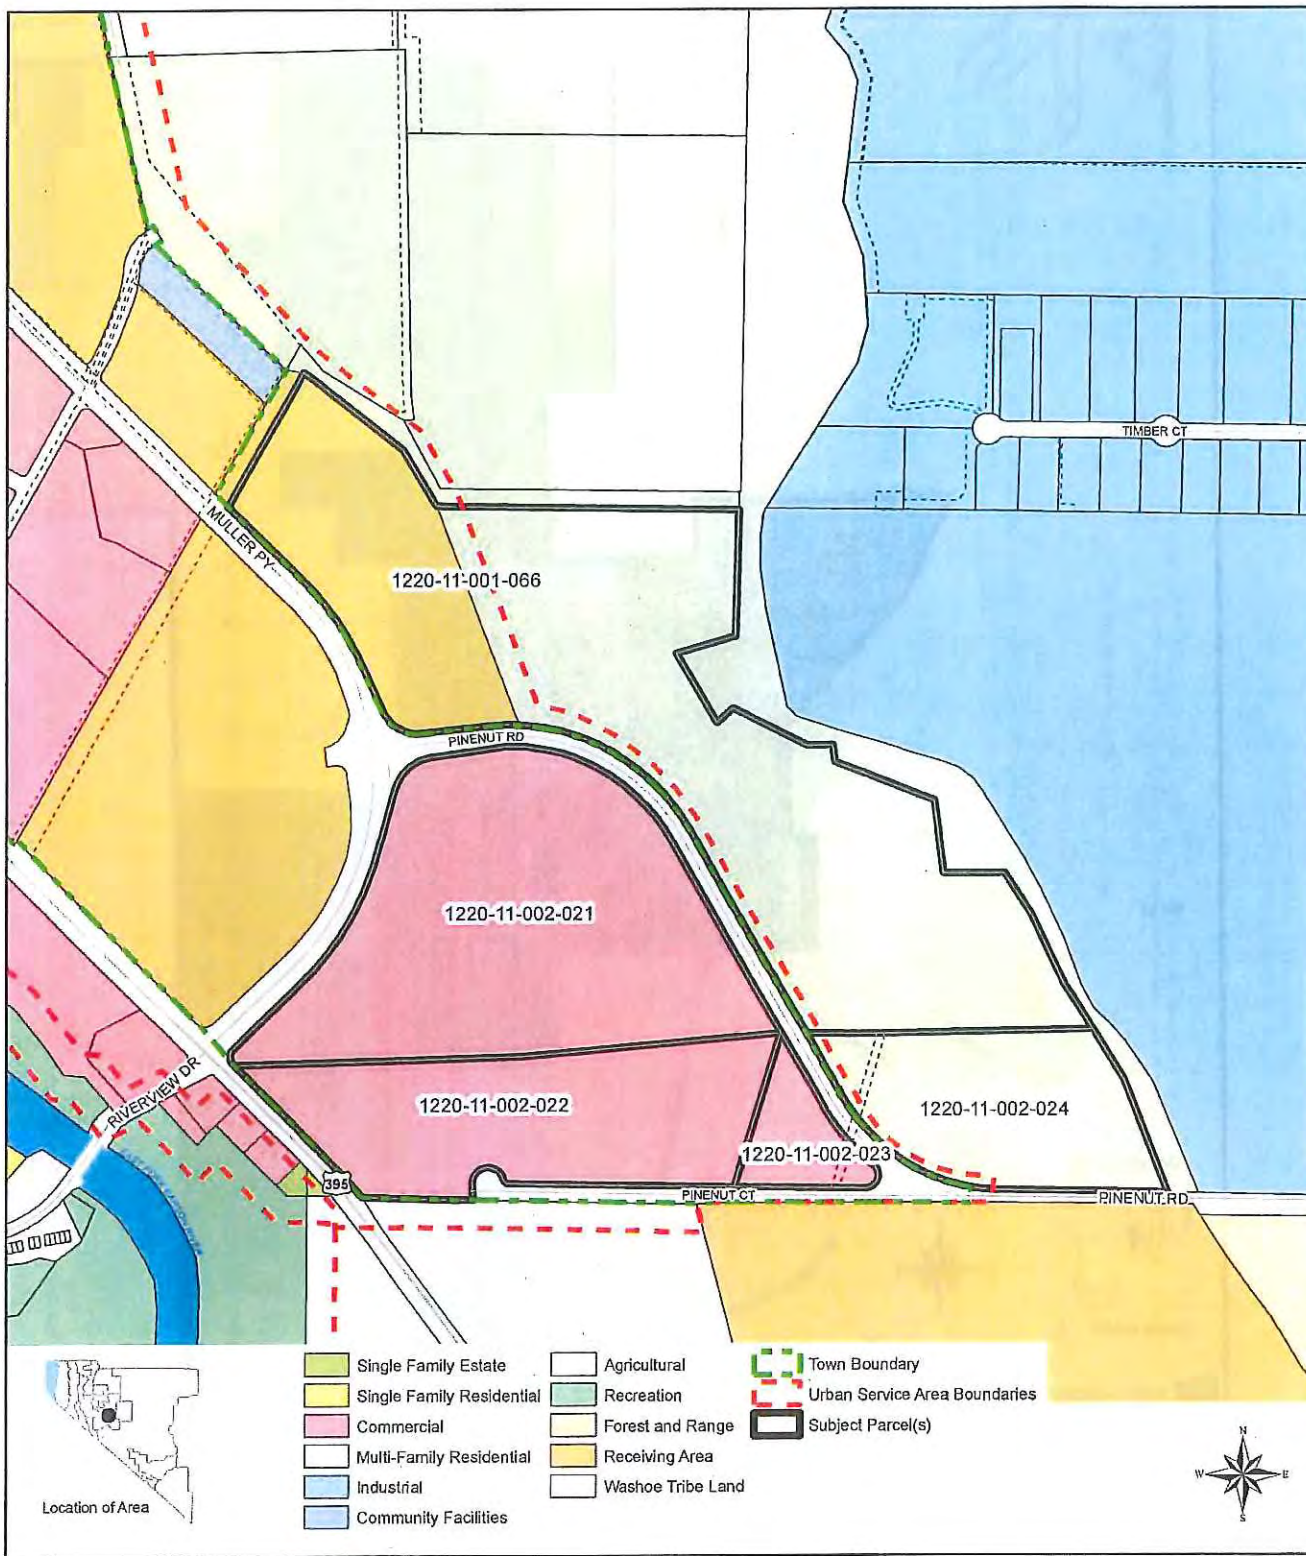 TIMBER CT
MULLER PY
1220-11-001-066
PINENUT RD
1220-11-002-021
1220-11-002-022
1220-11-002-024
1220-11-002-023
RIVERVIEW DR
395
PINENUT CT
PINENUT RD
Single Family Estate
Single Family Residential
Commercial
Multi-Family Residential
Industrial
Community Facilities
Agricultural
Recreation
Forest and Range
Receiving Area
Washoe Tribe Land
Town Boundary
Urban Service Area Boundaries
Subject Parcel(s)
Location of Area
N
W
E
S